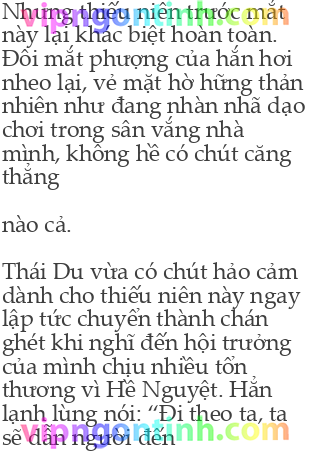 vipngontinh.com
Nhưng thiếu niên trước mắt
này lại khác biệt hoàn toàn.
Đôi mắt phượng của hắn hơi
nheo lại, vẻ mặt hờ hững thản
nhiên như đang nhàn nhã dạo
chơi trong sân vắng nhà
mình, không hề có chút căng
thẳng
nào cả.
Thái Du vừa có chút hảo cảm
dành cho thiếu niên này ngay
lập tức chuyển thành chán
ghét khi nghĩ đến hội trưởng
của mình chịu nhiều tổn
thương vì Hề Nguyệt. Hắn
lạnh lùng nói: “Đi theo ta, ta
vipngontinh.com
sẽ dẫn người đến